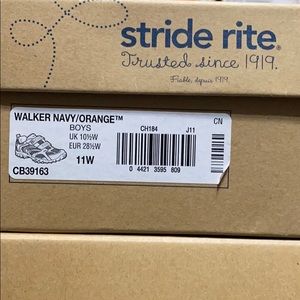 stride rite®
Trusted since 1919.
Fiable, depuis 1919.
WALKER NAVY/ORANGE™
BOYS
UK 10½W
EUR 28½W
11W
CB39163
CH184
J11
CN
0 4421 3595 809